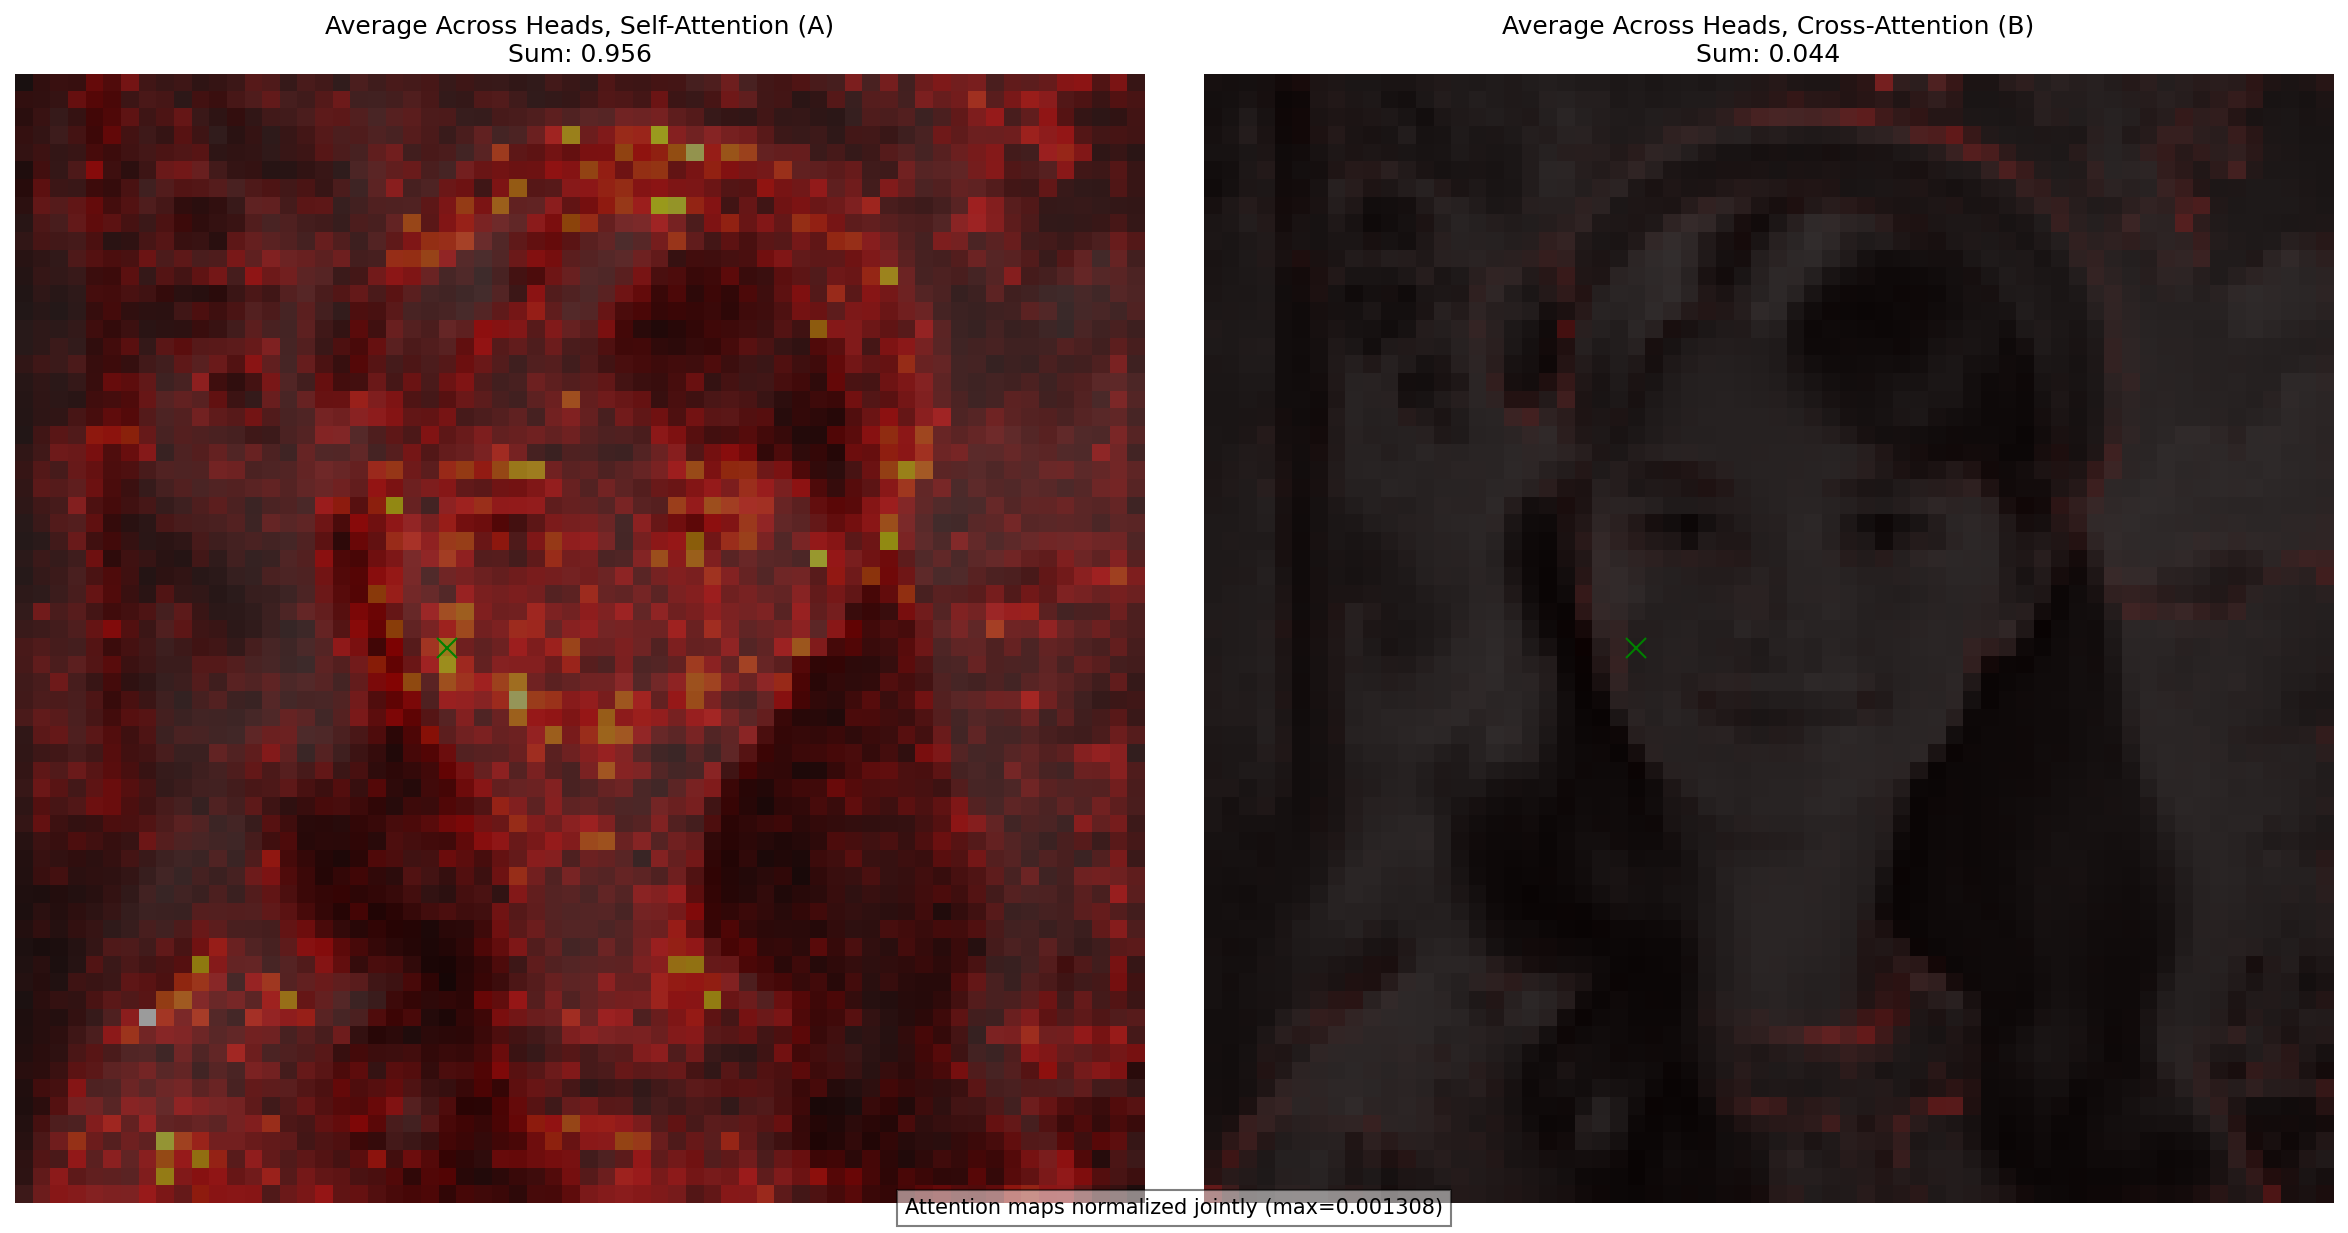 Average Across Heads, Self-Attention (A)
Sum: 0.956
Average Across Heads, Cross-Attention (B)
Sum: 0.044
Attention maps normalized jointly (max=0.001308)